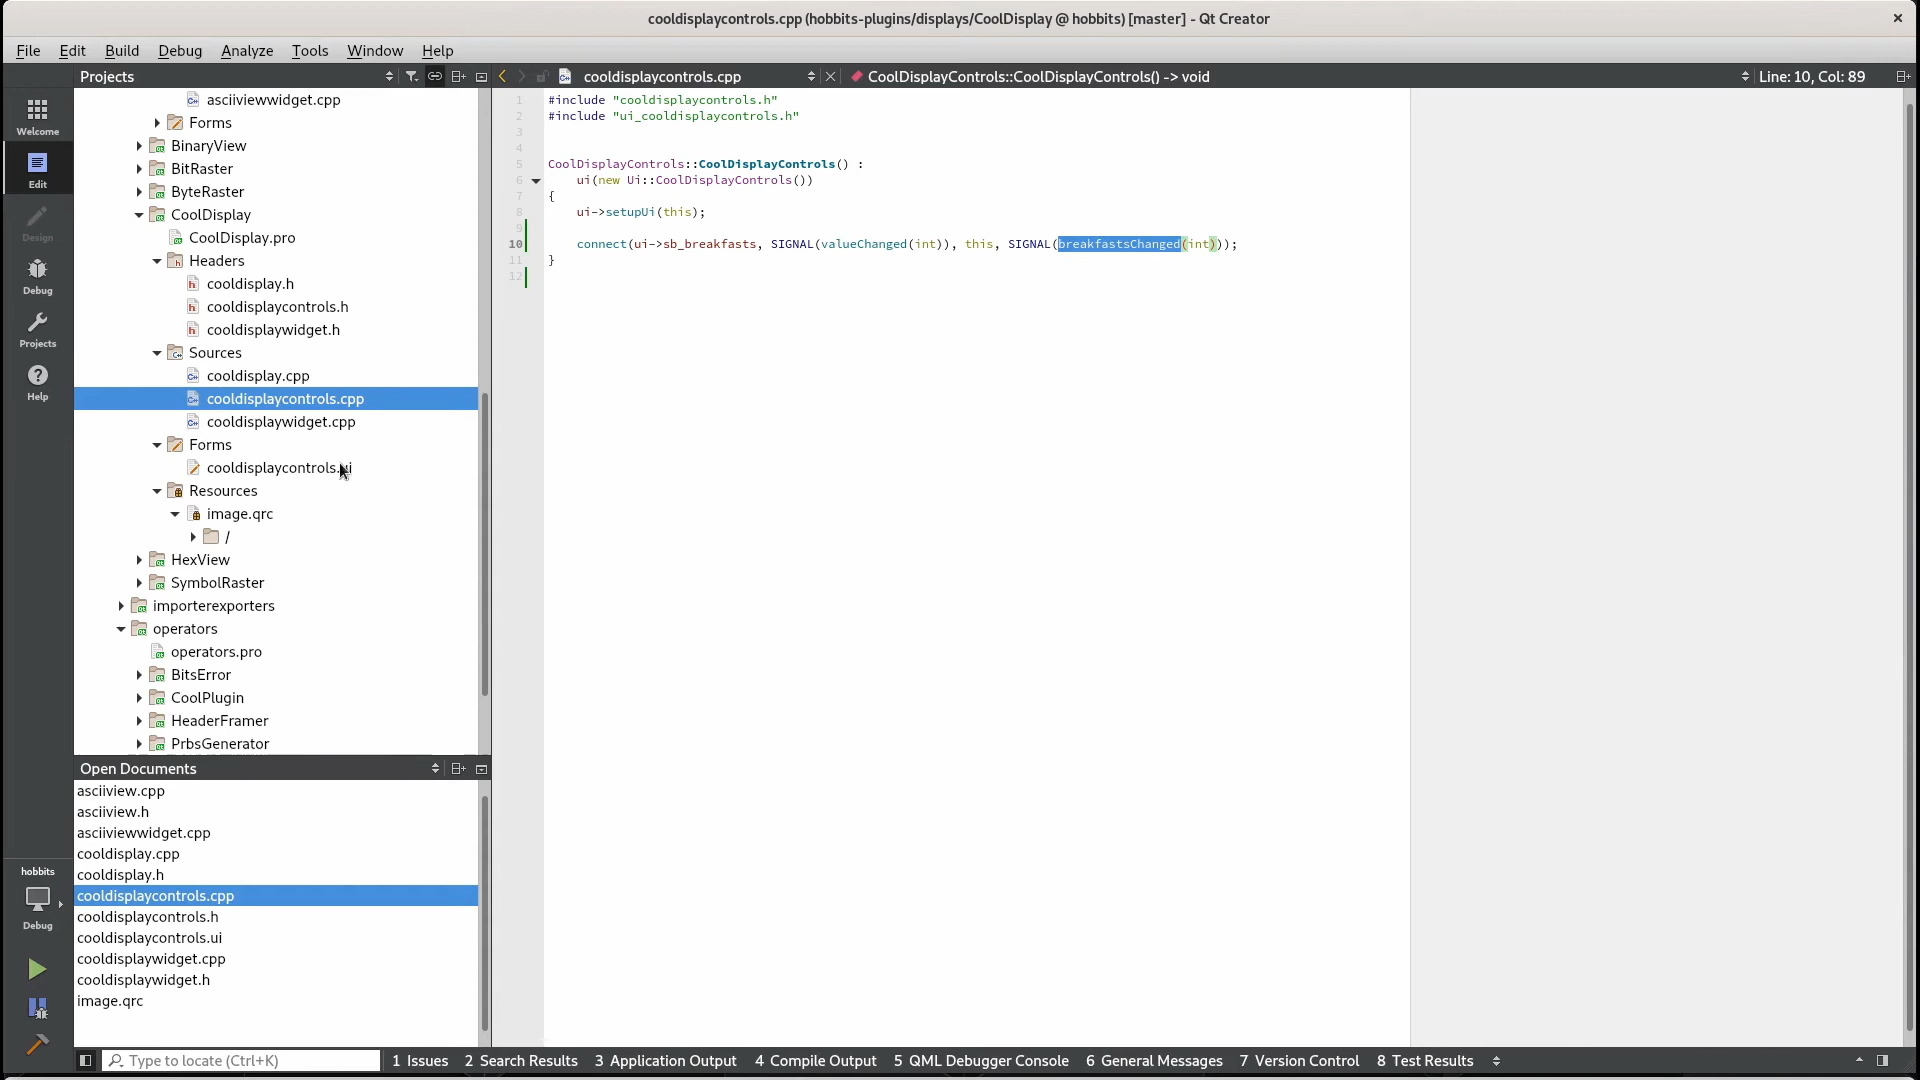 cooldisplaycontrols.cpp (hobbits-plugins/displays/CoolDisplay @ hobbits) [master] - Qt Creator
File Edit Build Debug Analyze Tools Window Help
Projects
cooldisplaycontrols.cpp
CoolDisplayControls::CoolDisplayControls() -> void
Line: 10, Col: 89
Welcome
Edit
Design
Debug
Projects
Help
asciiviewwidget.cpp
Forms
BinaryView
BitRaster
ByteRaster
CoolDisplay
CoolDisplay.pro
Headers
cooldisplay.h
cooldisplaycontrols.h
cooldisplaywidget.h
Sources
cooldisplay.cpp
cooldisplaycontrols.cpp
cooldisplaywidget.cpp
Forms
cooldisplaycontrols.ui
Resources
image.qrc
/
HexView
SymbolRaster
importerexporters
operators
operators.pro
BitsError
CoolPlugin
HeaderFramer
PrbsGenerator
1 #include "cooldisplaycontrols.h"
2 #include "ui_cooldisplaycontrols.h"
3
4
5 CoolDisplayControls::CoolDisplayControls() :
6 ui(new Ui::CoolDisplayControls())
7 {
8 ui->setupUi(this);
9
10 connect(ui->sb_breakfasts, SIGNAL(valueChanged(int)), this, SIGNAL(breakfastsChanged(int)));
11 }
12
Open Documents
asciiview.cpp
asciiview.h
asciiviewwidget.cpp
cooldisplay.cpp
cooldisplay.h
cooldisplaycontrols.cpp
cooldisplaycontrols.h
cooldisplaycontrols.ui
cooldisplaywidget.cpp
cooldisplaywidget.h
image.qrc
hobbits
Debug
Type to locate (Ctrl+K)
1 Issues 2 Search Results 3 Application Output 4 Compile Output 5 QML Debugger Console 6 General Messages 7 Version Control 8 Test Results